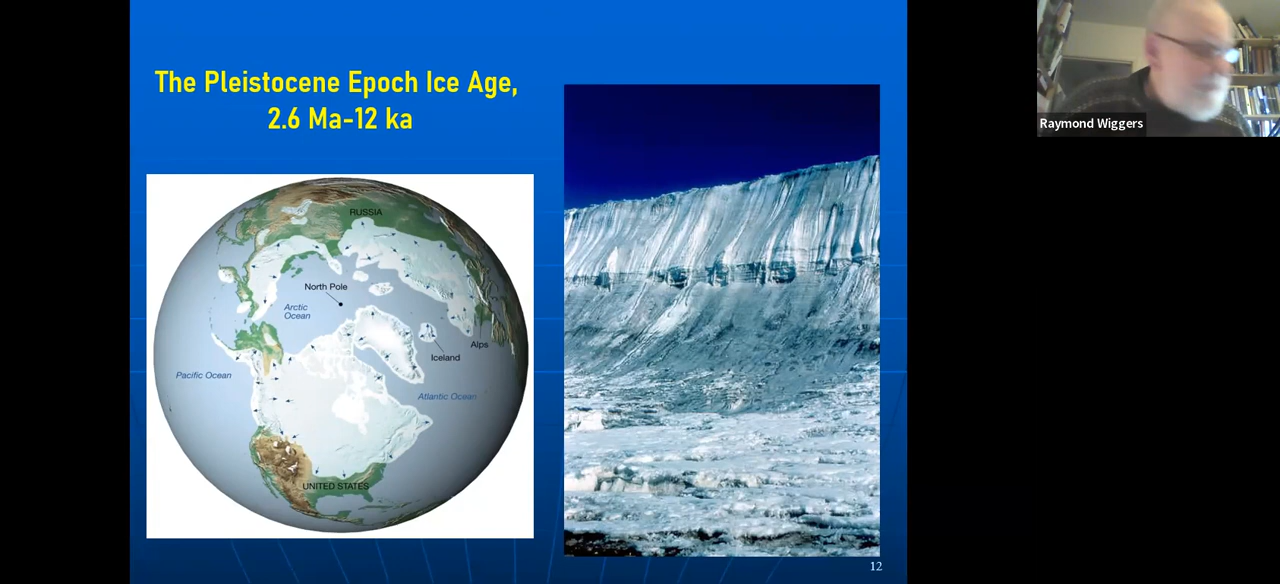 The Pleistocene Epoch Ice Age,
2.6 Ma-12 ka
RUSSIA
North Pole
Arctic
Ocean
Alps
Iceland
Pacific Ocean
Atlantic Ocean
UNITED STATES
12
Raymond Wiggers